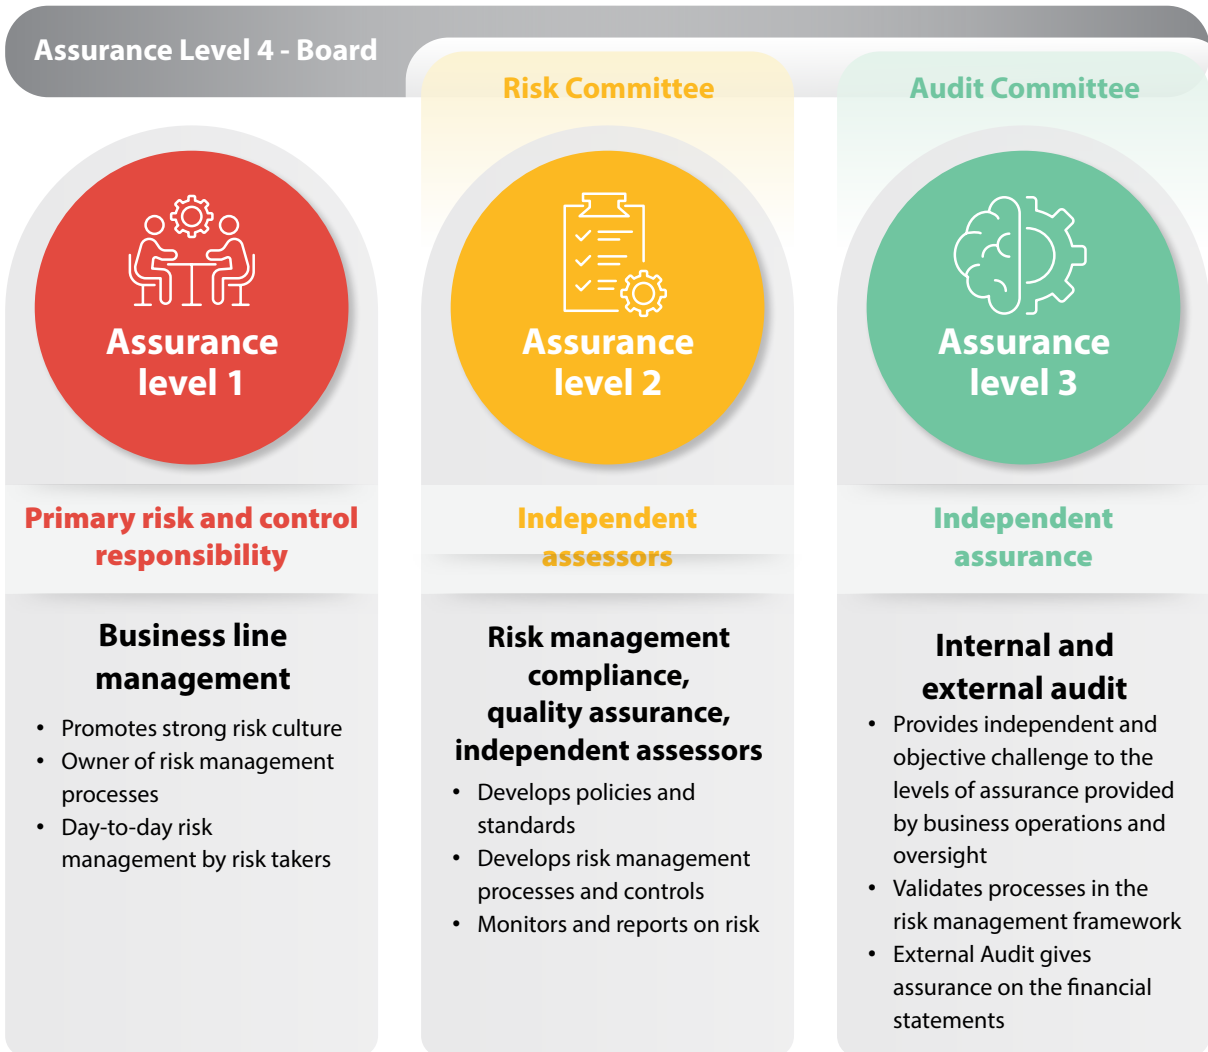 Assurance Level 4 - Board
Risk Committee
Audit Committee
Assurance
level 1
Primary risk and control
responsibility
Business line
management
• Promotes strong risk culture
• Owner of risk management
processes
• Day-to-day risk
management by risk takers
Assurance
level 2
Independent
assessors
Risk management
compliance,
quality assurance,
independent assessors
• Develops policies and
standards
• Develops risk management
processes and controls
• Monitors and reports on risk
Assurance
level 3
Independent
assurance
Internal and
external audit
• Provides independent and
objective challenge to the
levels of assurance provided
by business operations and
oversight
• Validates processes in the
risk management framework
• External Audit gives
assurance on the financial
statements